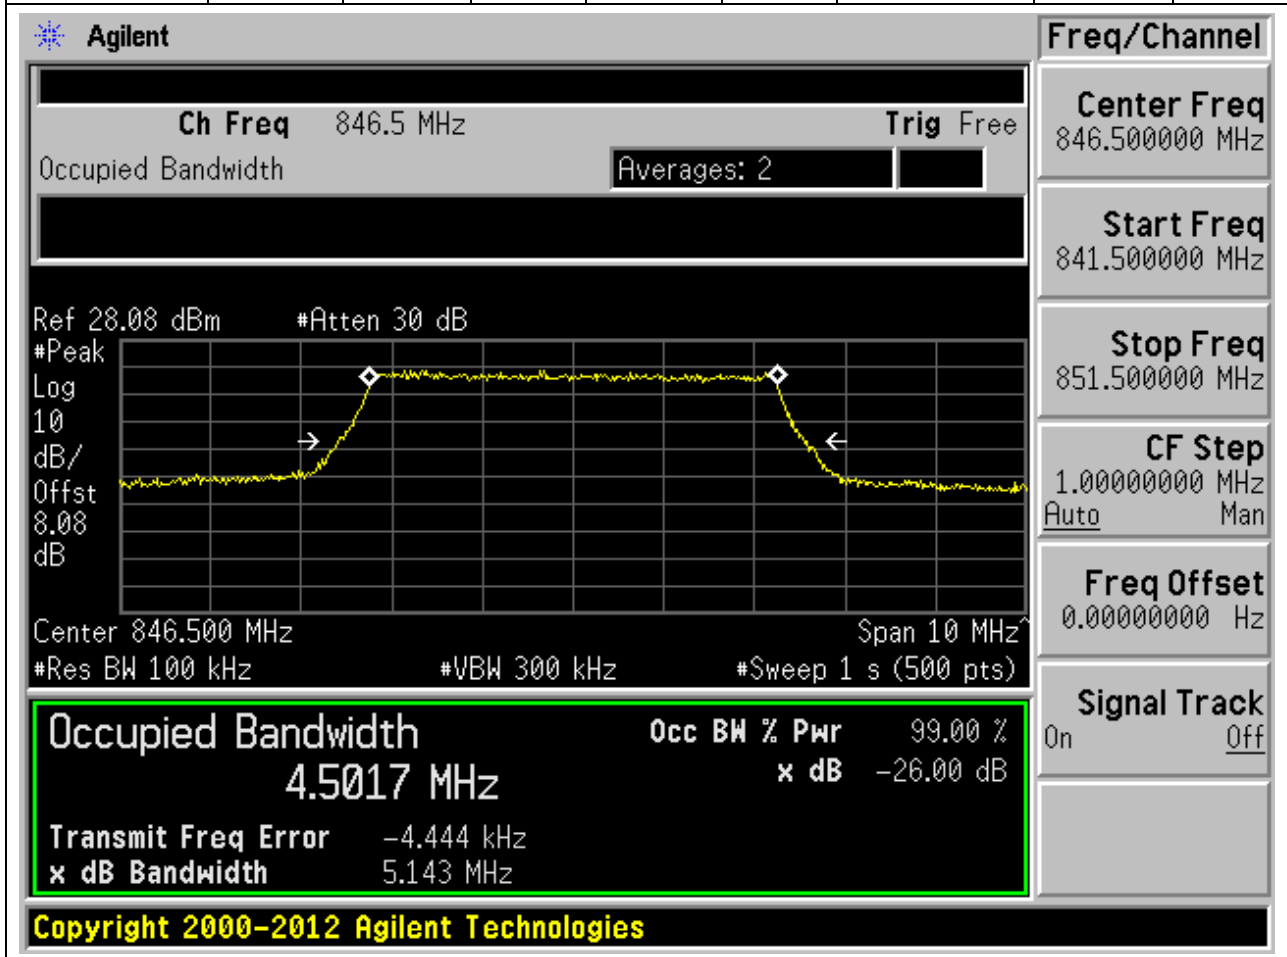 Agilent
Freq/Channel
Ch Freq 846.5 MHz Trig Free
Occupied Bandwidth Averages: 2
Center Freq
846.500000 MHz
Start Freq
841.500000 MHz
Stop Freq
851.500000 MHz
CF Step
1.00000000 MHz
Auto Man
Freq Offset
0.00000000 Hz
Signal Track
On Off
Ref 28.08 dBm #Atten 30 dB
#Peak
Log
10
dB/
Offst
8.08
dB
Center 846.500 MHz Span 10 MHz^
#Res BW 100 kHz #VBW 300 kHz #Sweep 1 s (500 pts)
Occupied Bandwidth
4.5017 MHz
Occ BW % Pwr 99.00 %
x dB -26.00 dB
Transmit Freq Error -4.444 kHz
x dB Bandwidth 5.143 MHz
Copyright 2000-2012 Agilent Technologies